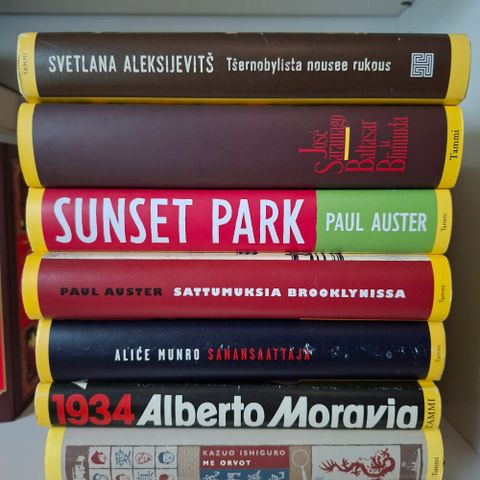 TAMMI
SVETLANA ALEKSIJEVITŠ Tšernobylista nousee rukous
José
Saramago
Baltasar
ja
Blimunda
Tammi
SUNSET PARK PAUL AUSTER
Tammi
PAUL AUSTER SATTUMUKSIA BROOKLYNISSA
Tammi
ALICE MUNRO SANANSAATTAJA
Tammi
1934 Alberto Moravia
TAMMI
KAZUO ISHIGURO
ME ORVOT